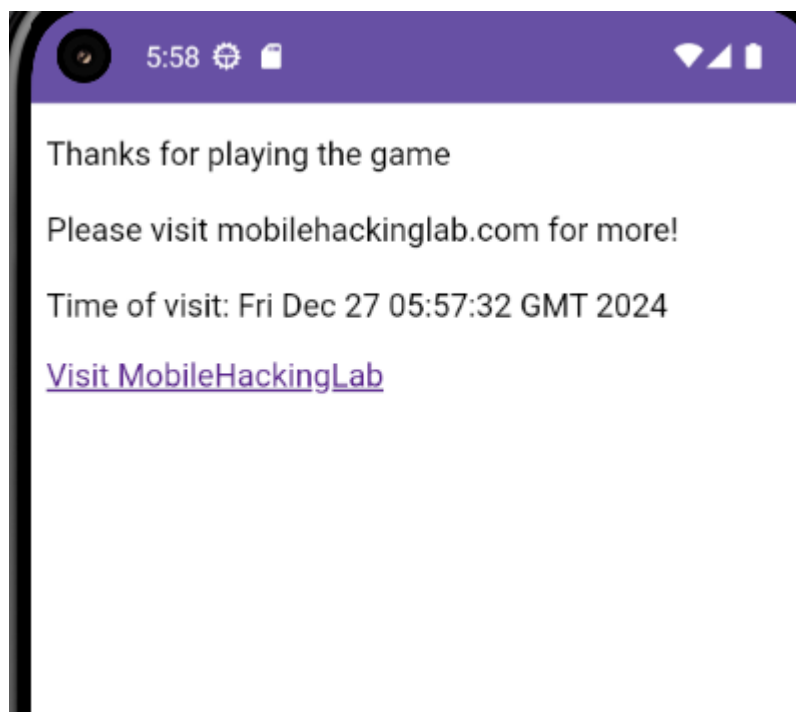 5:58
Thanks for playing the game
Please visit mobilehackinglab.com for more!
Time of visit: Fri Dec 27 05:57:32 GMT 2024
Visit MobileHackingLab